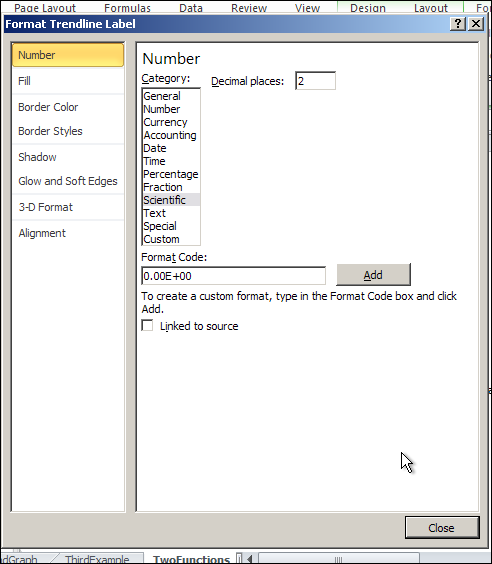 Page Layout Formulas Data Review View Design Layout
Format Trendline Label
Number
Fill
Border Color
Border Styles
Shadow
Glow and Soft Edges
3-D Format
Alignment
Number
Category: Decimal places: 2
General
Number
Currency
Accounting
Date
Time
Percentage
Fraction
Scientific
Text
Special
Custom
Format Code:
0.00E+00 Add
To create a custom format, type in the Format Code box and click
Add.
Linked to source
Close
ThirdExample TwoFunctions